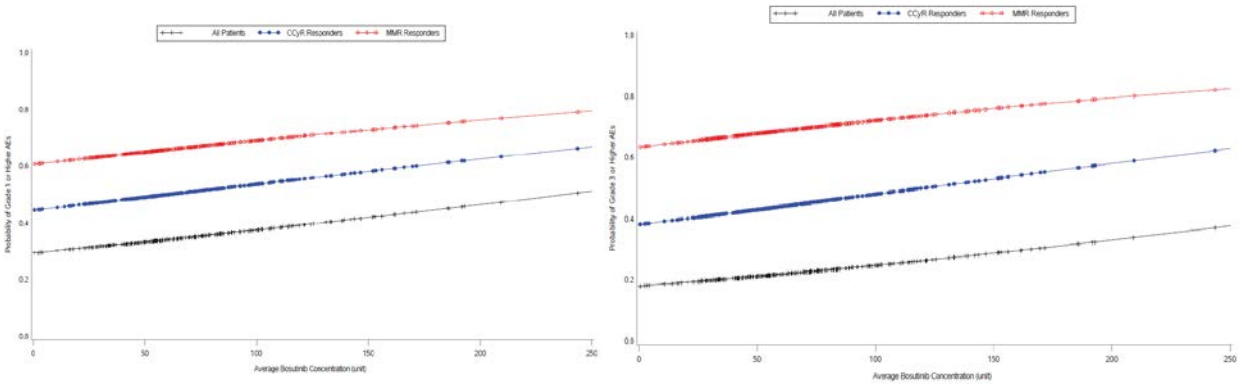 All Patients CCyR Responders MMR Responders
1.0
0.8
0.6
0.4
0.2
0.0
Probability of Grade 1 or Higher AEs
0 50 100 150 200 250
Average Bosutinib Concentration (unit)
All Patients CCyR Responders MMR Responders
1.0
0.8
0.6
0.4
0.2
0.0
Probability of Grade 3 or Higher AEs
0 50 100 150 200 250
Average Bosutinib Concentration (unit)